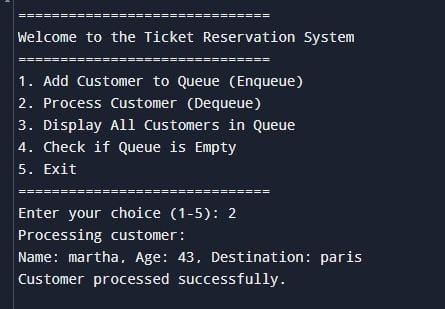 ==============================
Welcome to the Ticket Reservation System
==============================
1. Add Customer to Queue (Enqueue)
2. Process Customer (Dequeue)
3. Display All Customers in Queue
4. Check if Queue is Empty
5. Exit
==============================
Enter your choice (1-5): 2
Processing customer:
Name: martha, Age: 43, Destination: paris
Customer processed successfully.